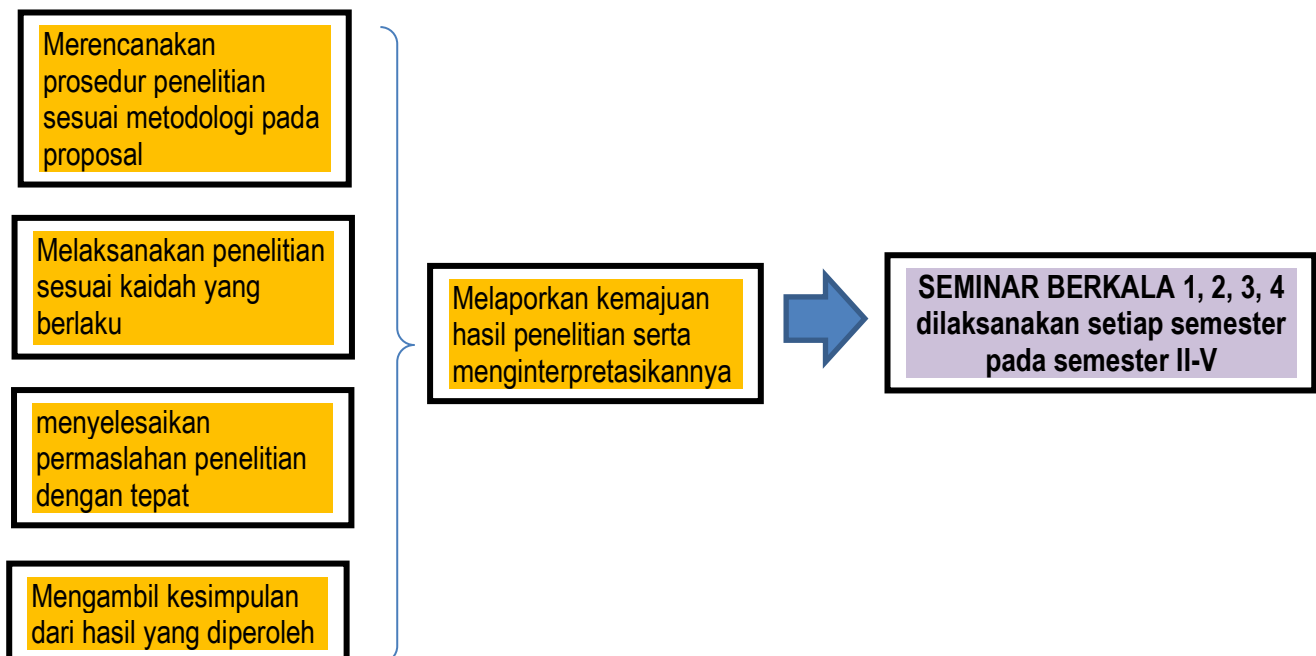 Merencanakan
prosedur penelitian
sesuai metodologi pada
proposal
Melaksanakan penelitian
sesuai kaidah yang
berlaku
menyelesaikan
permaslahan penelitian
dengan tepat
Mengambil kesimpulan
dari hasil yang diperoleh
Melaporkan kemajuan
hasil penelitian serta
menginterpretasikannya
SEMINAR BERKALA 1, 2, 3, 4
dilaksanakan setiap semester
pada semester II-V